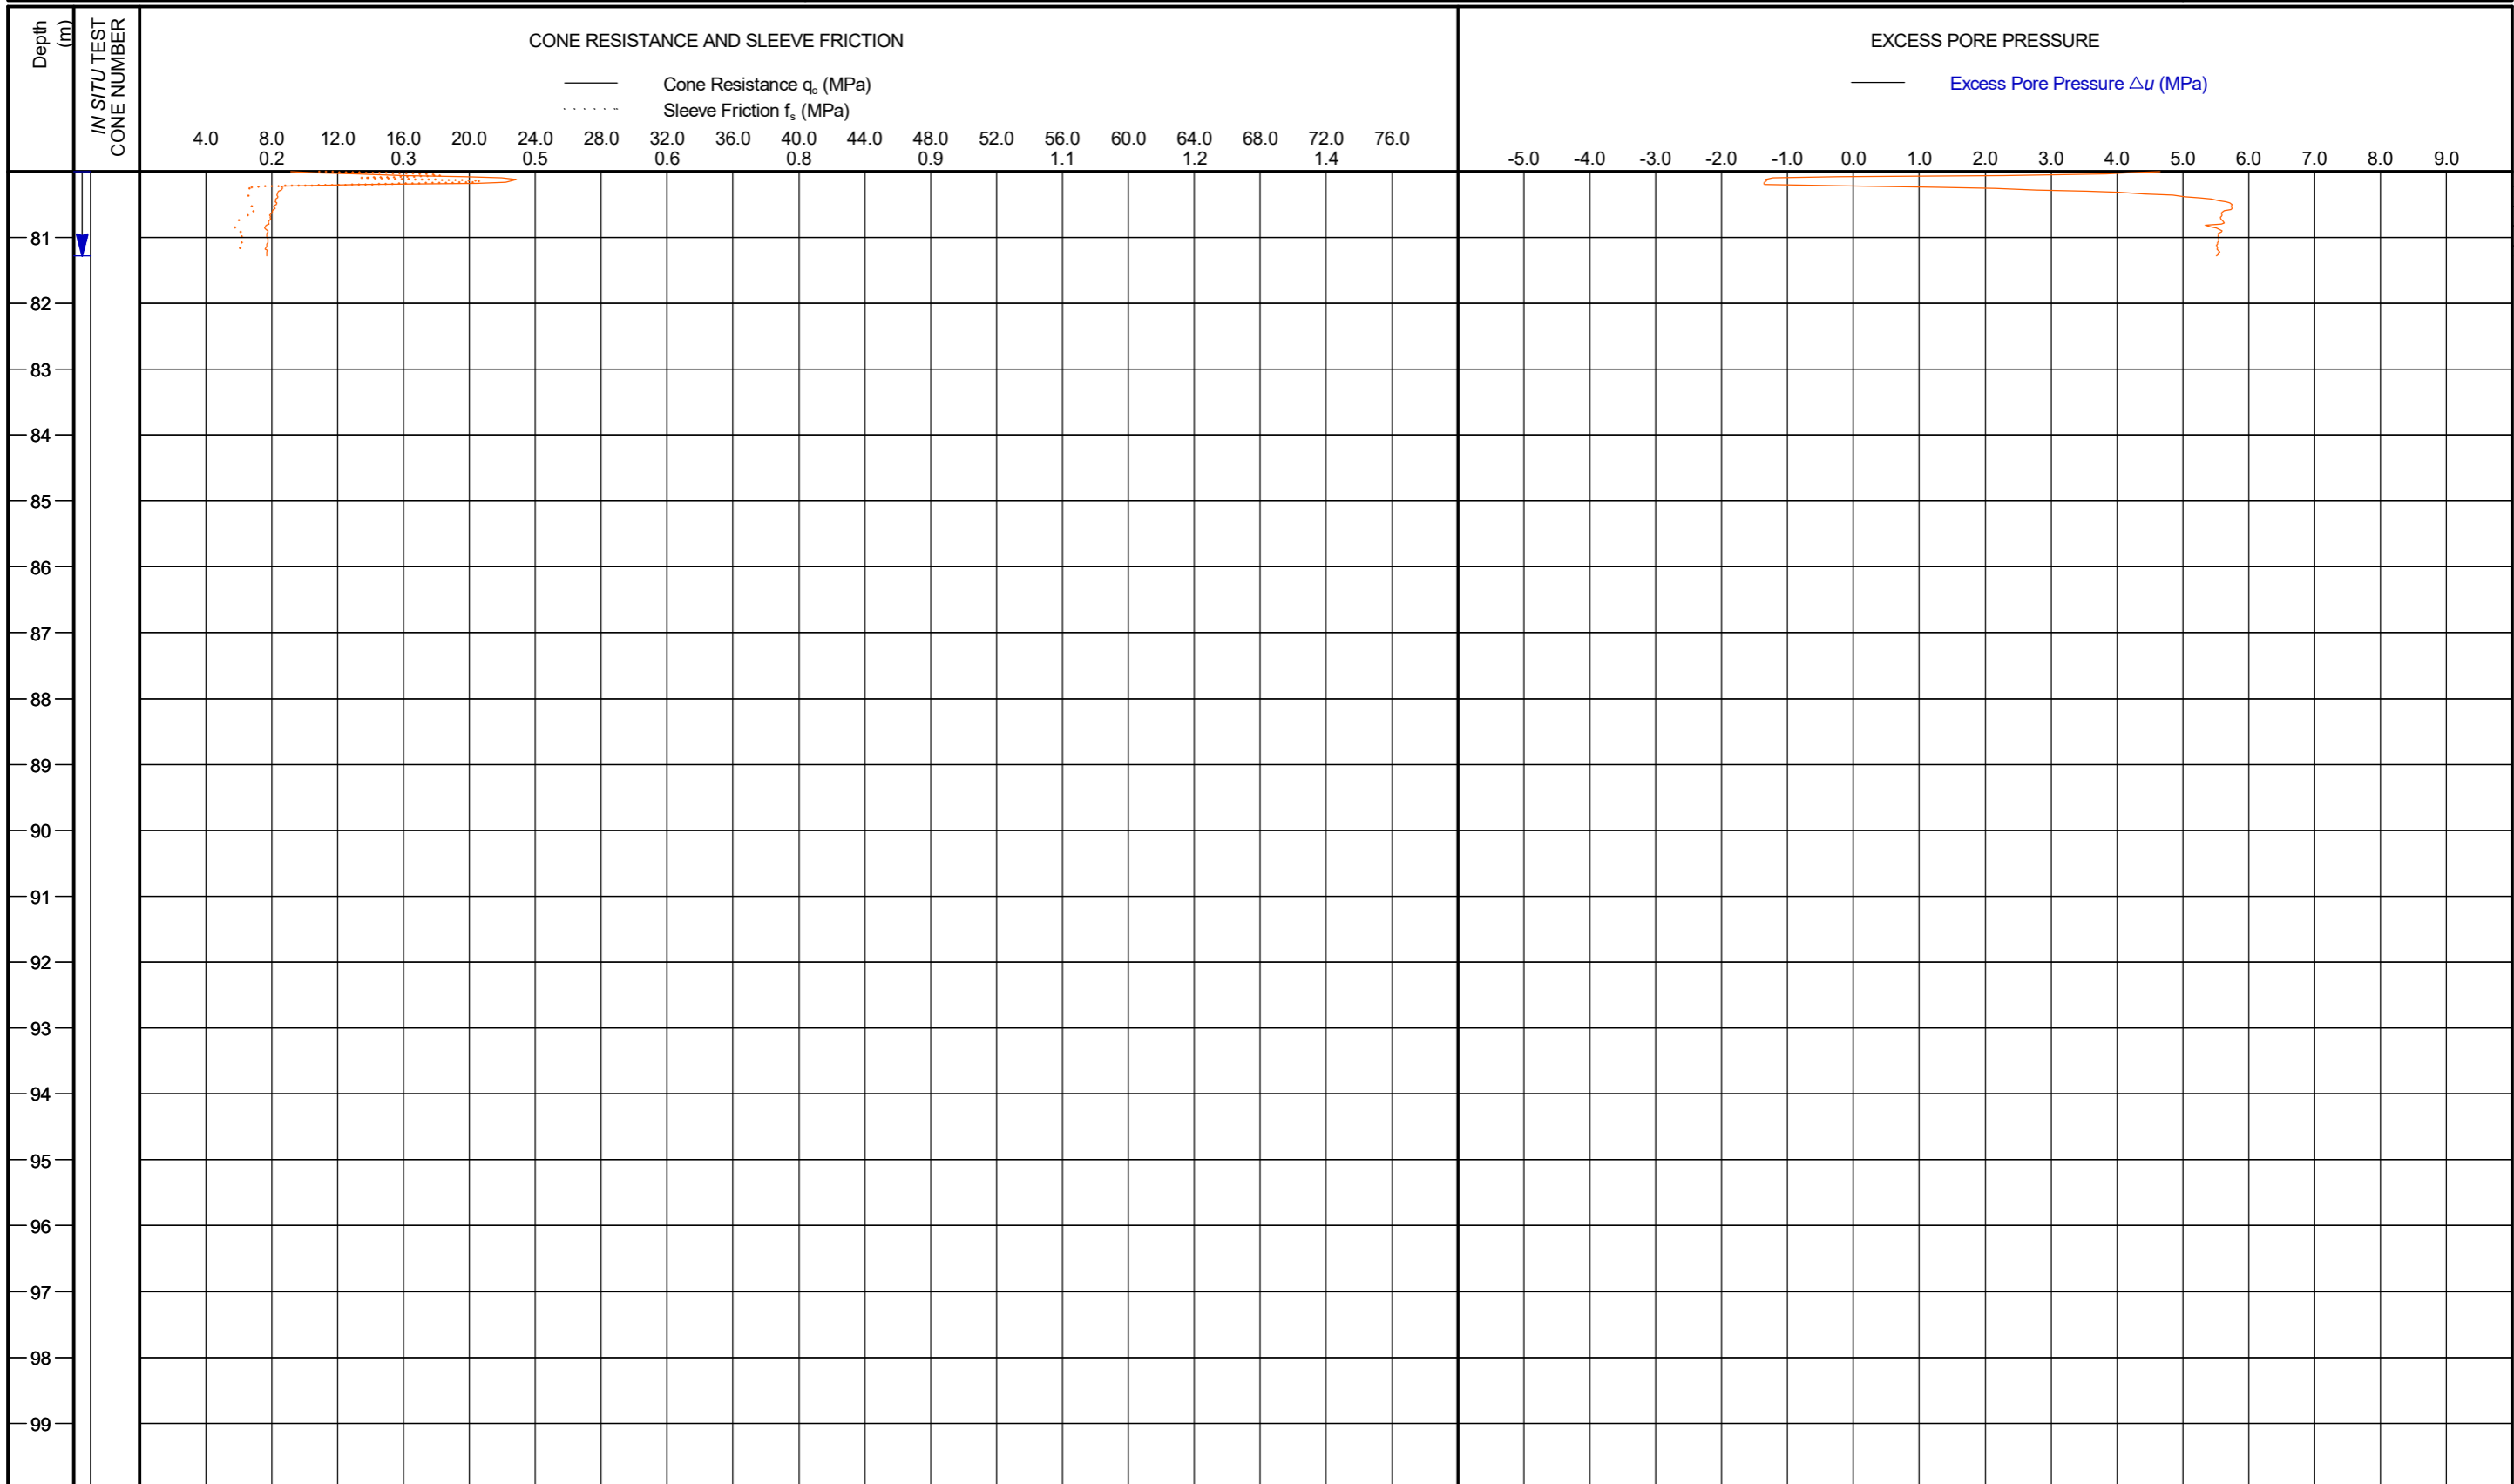 Depth
(m)
IN SITU TEST
CONE NUMBER
CONE RESISTANCE AND SLEEVE FRICTION
Cone Resistance qc (MPa)
Sleeve Friction fs (MPa)
4.0 8.0 12.0 16.0 20.0 24.0 28.0 32.0 36.0 40.0 44.0 48.0 52.0 56.0 60.0 64.0 68.0 72.0 76.0
0.2 0.3 0.5 0.6 0.8 0.9 1.1 1.2 1.4
EXCESS PORE PRESSURE
Excess Pore Pressure △u (MPa)
-5.0 -4.0 -3.0 -2.0 -1.0 0.0 1.0 2.0 3.0 4.0 5.0 6.0 7.0 8.0 9.0
81
82
83
84
85
86
87
88
89
90
91
92
93
94
95
96
97
98
99